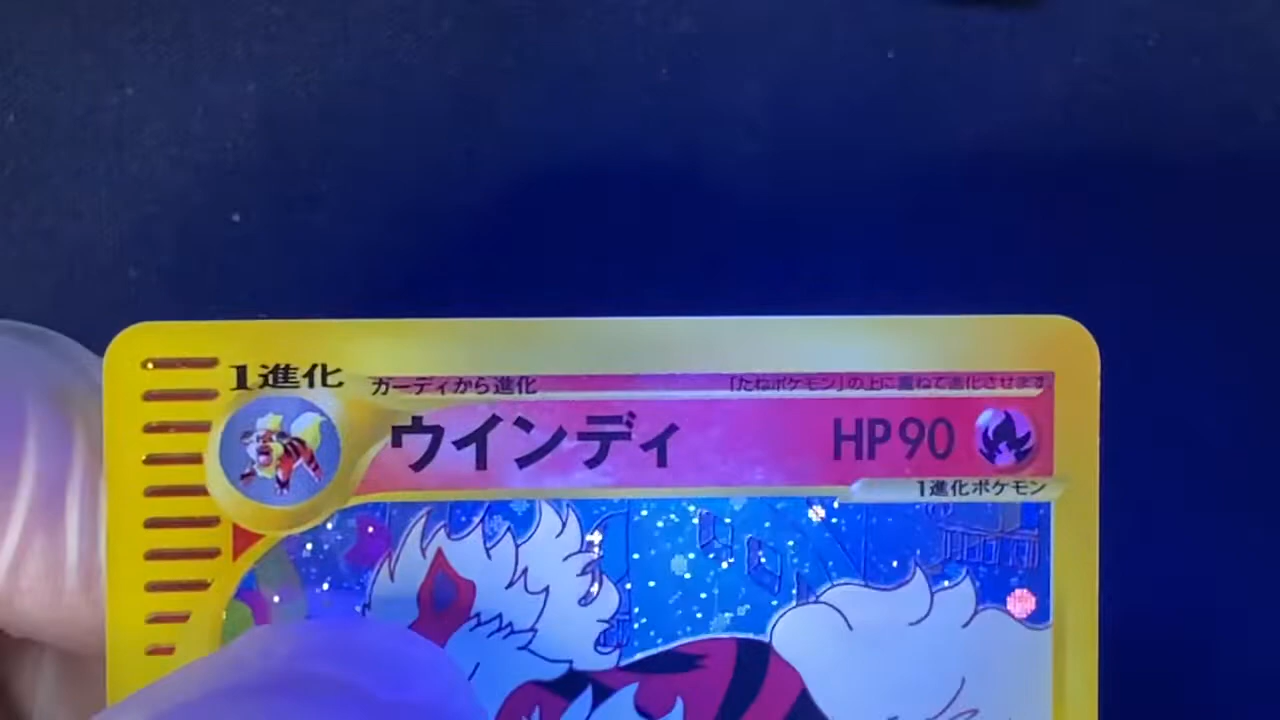 1進化
ガーディから進化
「たねポケモン」の上に重ねて進化させます。
ウインディ
HP90
1進化ポケモン